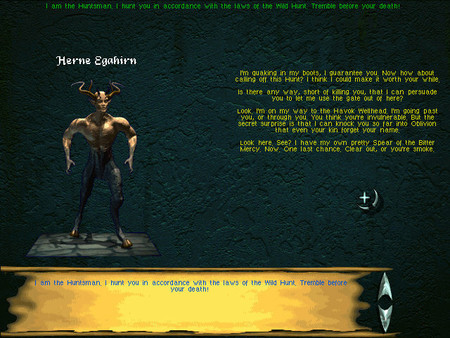 I am the Huntsman. I hunt you in accordance with the laws of the Wild Hunt. Tremble before your death!
Herne Egahirn
I'm quaking in my boots, I guarantee you. Now how about
calling off this Hunt? I think I could make it worth your while.
Is there any way, short of killing you, that I can persuade
you to let me use the gate out of here?
Look. I'm on my way to the Havok Wellhead. I'm going past
you, or through you. You think you're invulnerable. But the
secret surprise is that I can knock you so far into Oblivion
that even your kin forget your name.
Look here. See? I have my own pretty Spear of the Bitter
Mercy. Now. One last chance. Clear out, or you're smoke.
I am the Huntsman. I hunt you in accordance with the laws of the Wild Hunt. Tremble before
your death!